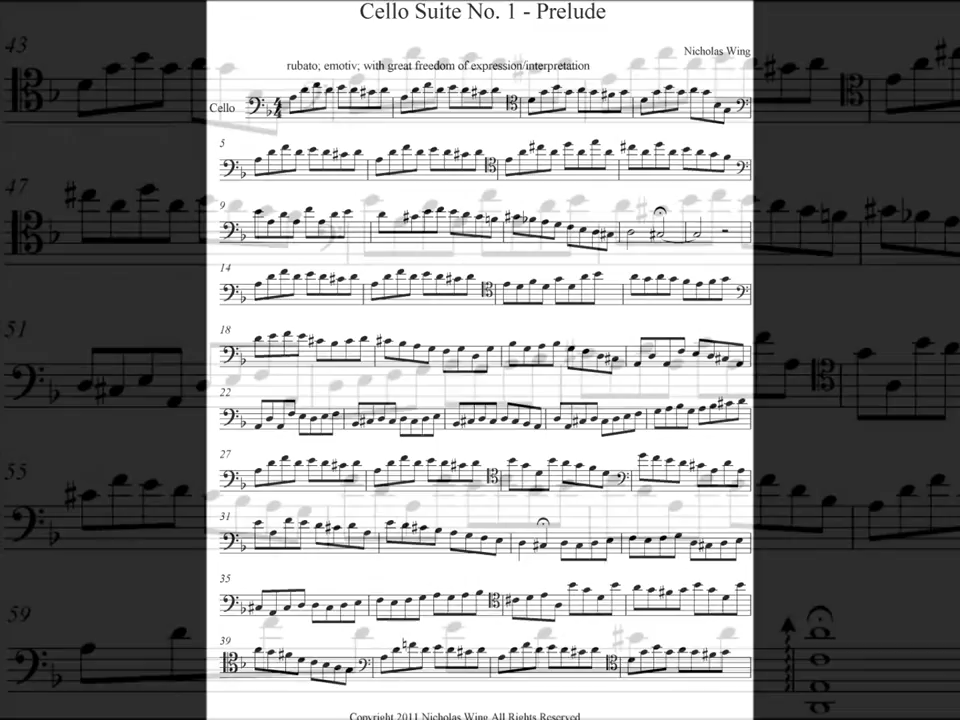 Cello Suite No. 1 - Prelude
Nicholas Wing
rubato; emotiv; with great freedom of expression/interpretation
Cello
5
9
14
18
22
27
31
35
39
43
47
51
55
59
Copyright 2011 Nicholas Wing All Rights Reserved